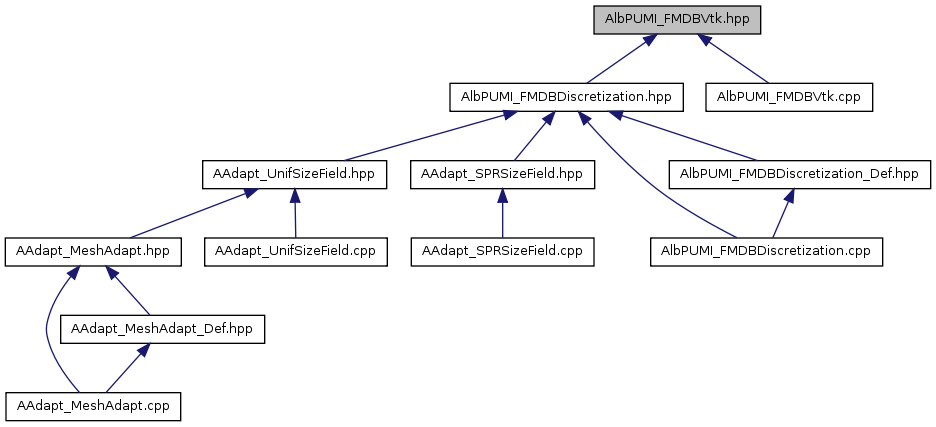 AlbPUMI_FMDBVtk.hpp
AlbPUMI_FMDBDiscretization.hpp
AlbPUMI_FMDBVtk.cpp
AAdapt_UnifSizeField.hpp
AAdapt_SPRSizeField.hpp
AlbPUMI_FMDBDiscretization_Def.hpp
AAdapt_MeshAdapt.hpp
AAdapt_UnifSizeField.cpp
AAdapt_SPRSizeField.cpp
AlbPUMI_FMDBDiscretization.cpp
AAdapt_MeshAdapt_Def.hpp
AAdapt_MeshAdapt.cpp